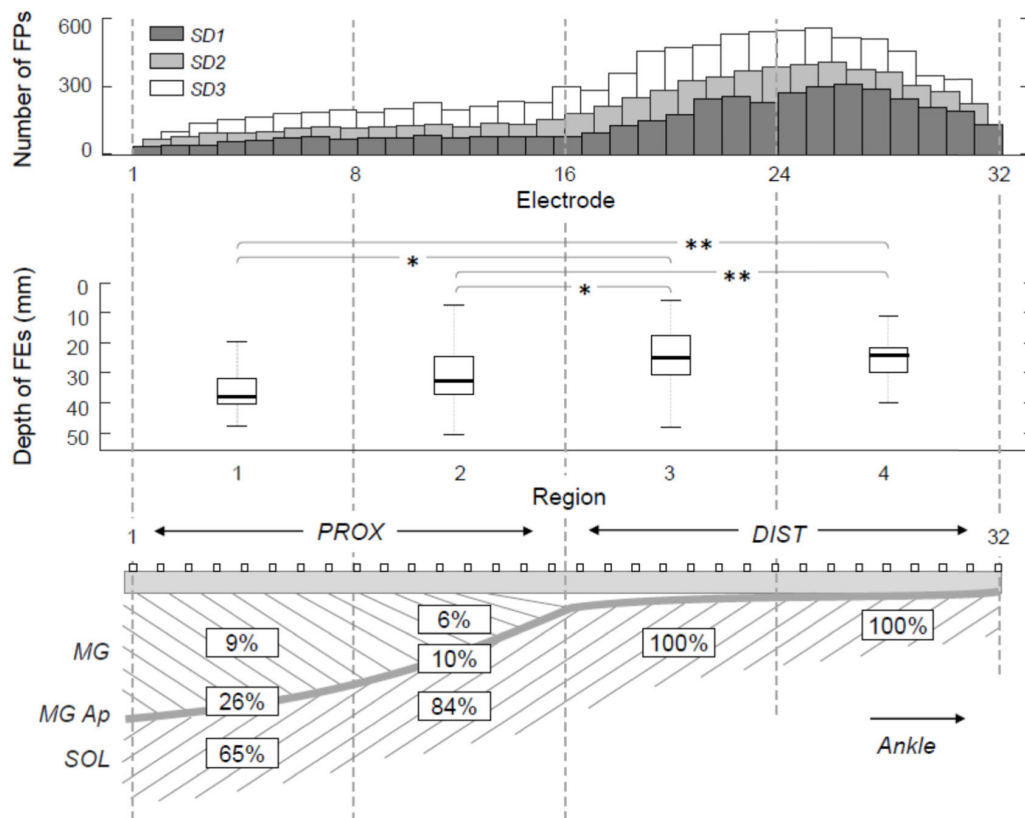 Number of FPs
600
300
0
SD1
SD2
SD3
1 8 16 24 32
Electrode
**
*
**
*
Depth of FEs (mm)
0
10
20
30
40
50
1 2 3 4
Region
1 PROX DIST 32
MG
MG Ap
SOL
9%
26%
65%
6%
10%
84%
100%
100%
Ankle